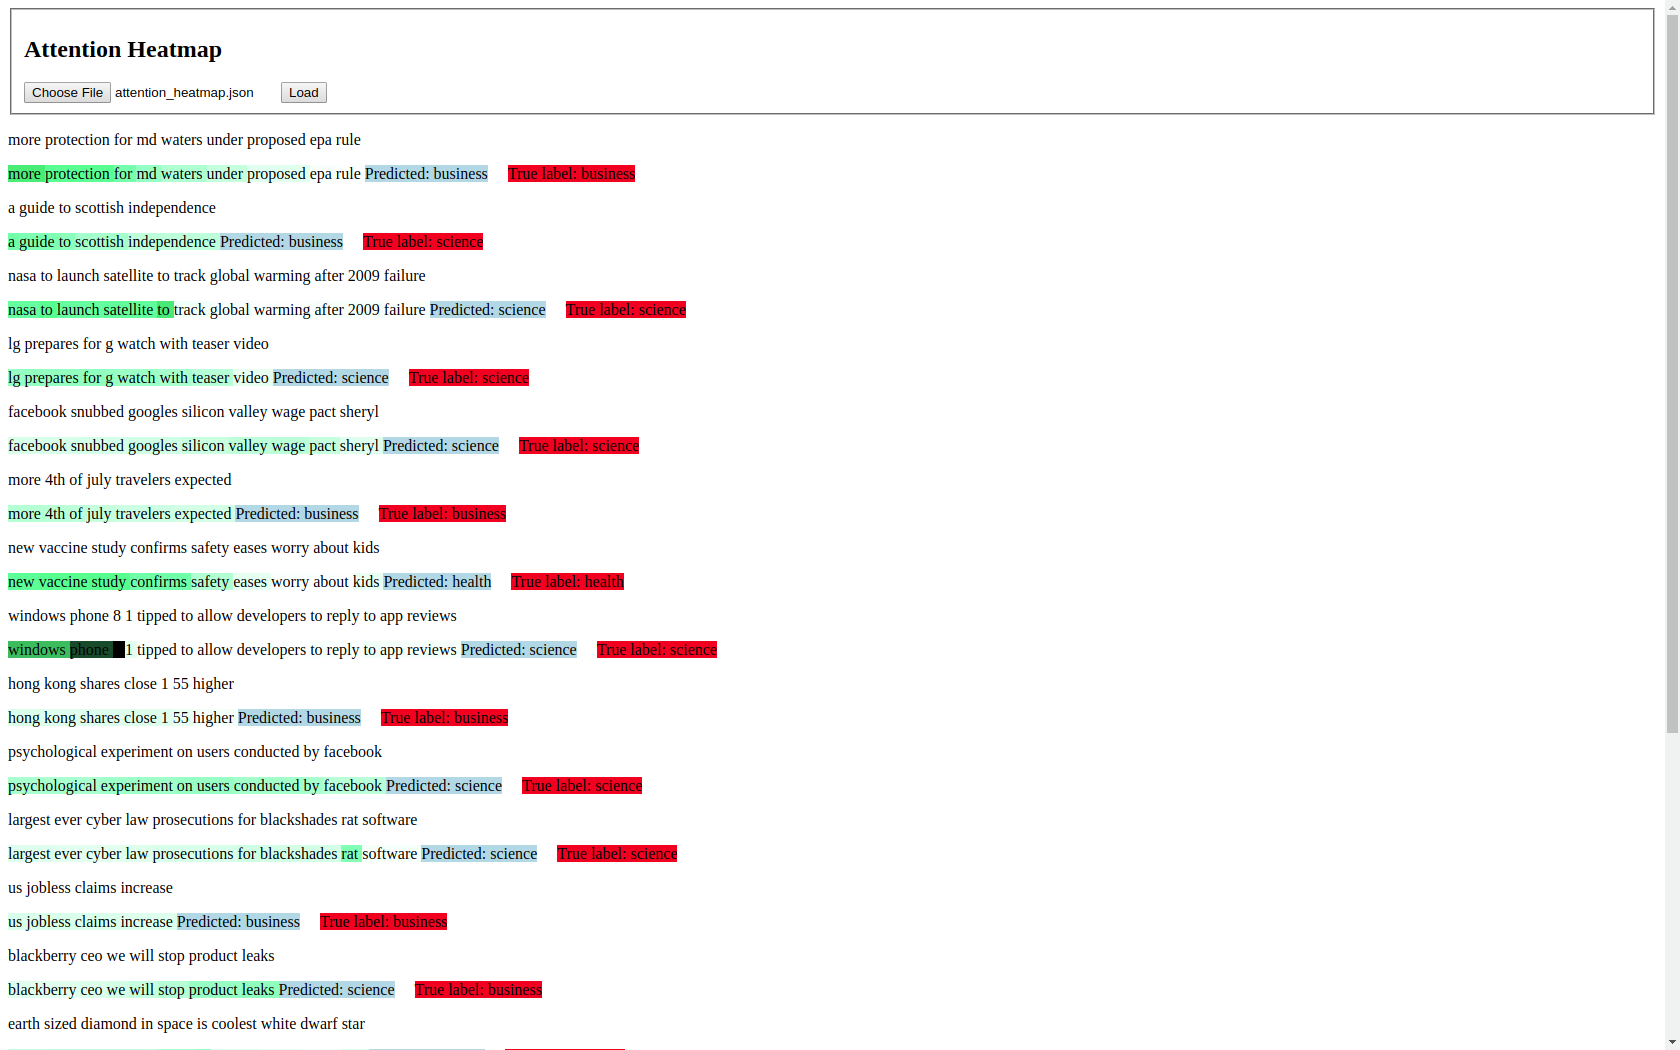 Attention Heatmap
Choose File attention_heatmap.json Load
more protection for md waters under proposed epa rule
more protection for md waters under proposed epa rule Predicted: business True label: business
a guide to scottish independence
a guide to scottish independence Predicted: business True label: science
nasa to launch satellite to track global warming after 2009 failure
nasa to launch satellite to track global warming after 2009 failure Predicted: science True label: science
lg prepares for g watch with teaser video
lg prepares for g watch with teaser video Predicted: science True label: science
facebook snubbed googles silicon valley wage pact sheryl
facebook snubbed googles silicon valley wage pact sheryl Predicted: science True label: science
more 4th of july travelers expected
more 4th of july travelers expected Predicted: business True label: business
new vaccine study confirms safety eases worry about kids
new vaccine study confirms safety eases worry about kids Predicted: health True label: health
windows phone 8 1 tipped to allow developers to reply to app reviews
windows phone 1 tipped to allow developers to reply to app reviews Predicted: science True label: science
hong kong shares close 1 55 higher
hong kong shares close 1 55 higher Predicted: business True label: business
psychological experiment on users conducted by facebook
psychological experiment on users conducted by facebook Predicted: science True label: science
largest ever cyber law prosecutions for blackshades rat software
largest ever cyber law prosecutions for blackshades rat software Predicted: science True label: science
us jobless claims increase
us jobless claims increase Predicted: business True label: business
blackberry ceo we will stop product leaks
blackberry ceo we will stop product leaks Predicted: science True label: business
earth sized diamond in space is coolest white dwarf star